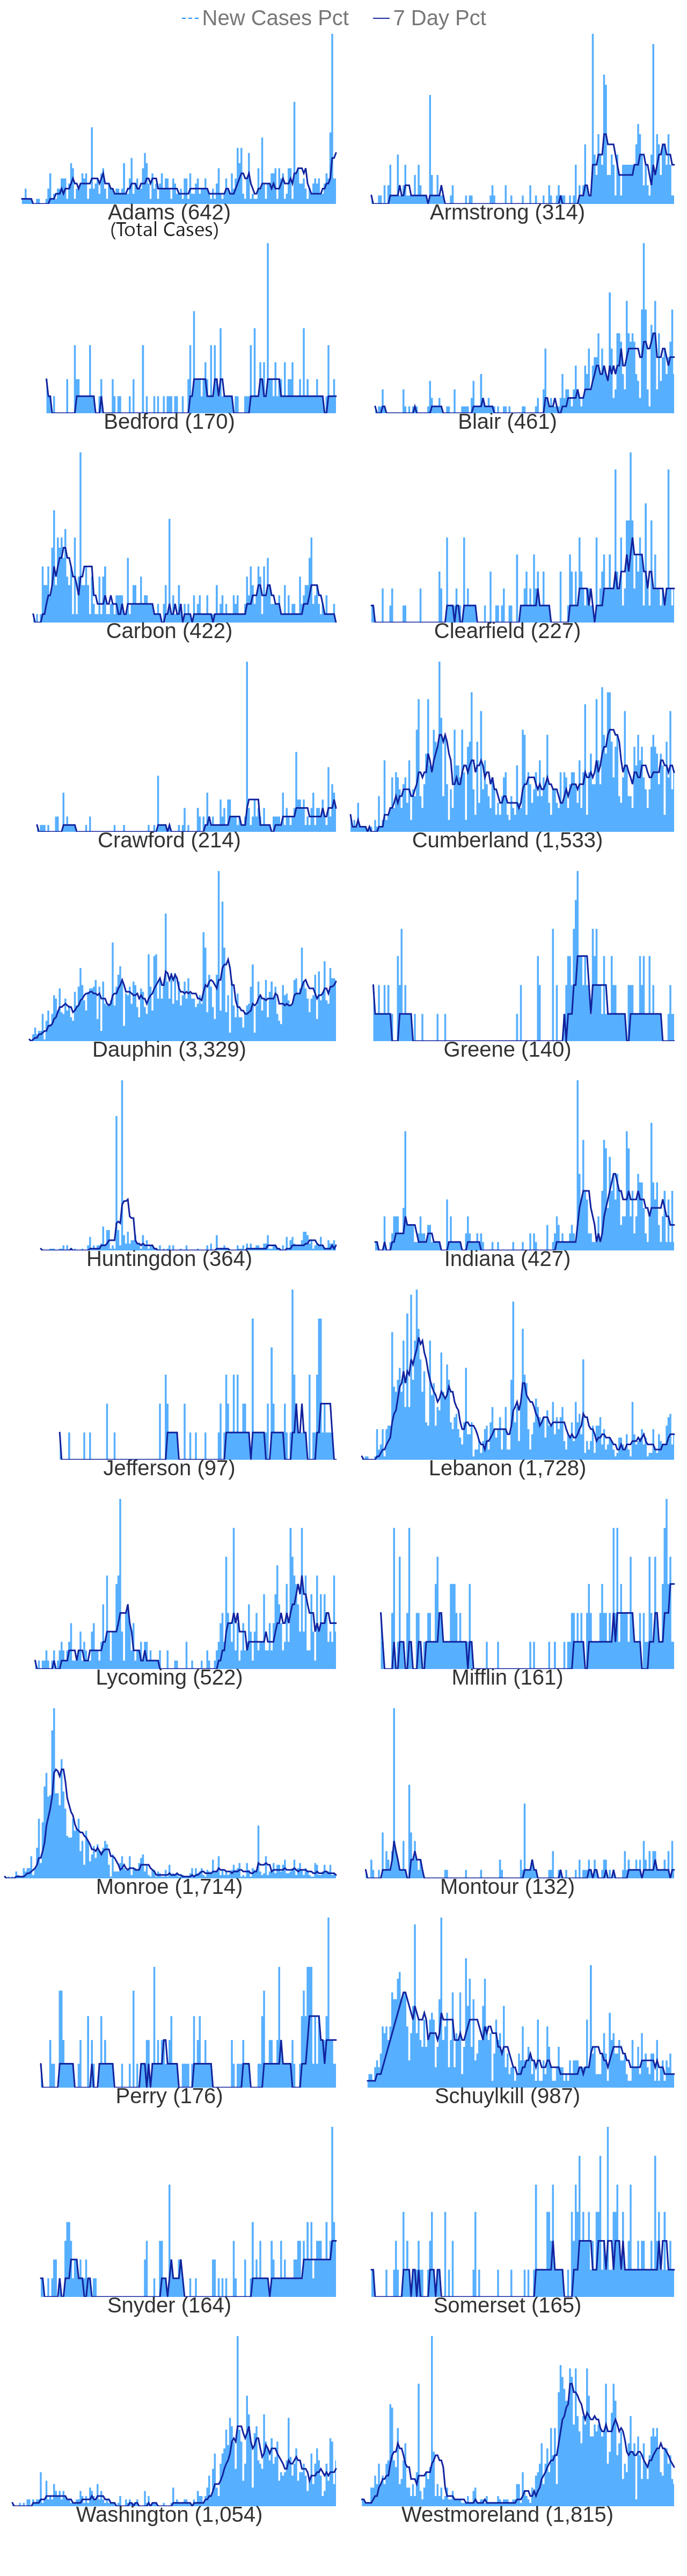 New Cases Pct 7 Day Pct
Adams (642) Armstrong (314)
(Total Cases)
Bedford (170) Blair (461)
Carbon (422) Clearfield (227)
Crawford (214) Cumberland (1,533)
Dauphin (3,329) Greene (140)
Huntingdon (364) Indiana (427)
Jefferson (97) Lebanon (1,728)
Lycoming (522) Mifflin (161)
Monroe (1,714) Montour (132)
Perry (176) Schuylkill (987)
Snyder (164) Somerset (165)
Washington (1,054) Westmoreland (1,815)